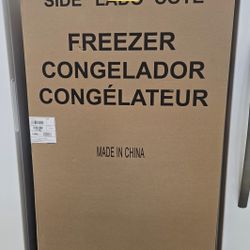 SIDE LADO CÔTÉ
FREEZER
CONGELADOR
CONGÉLATEUR
MADE IN CHINA